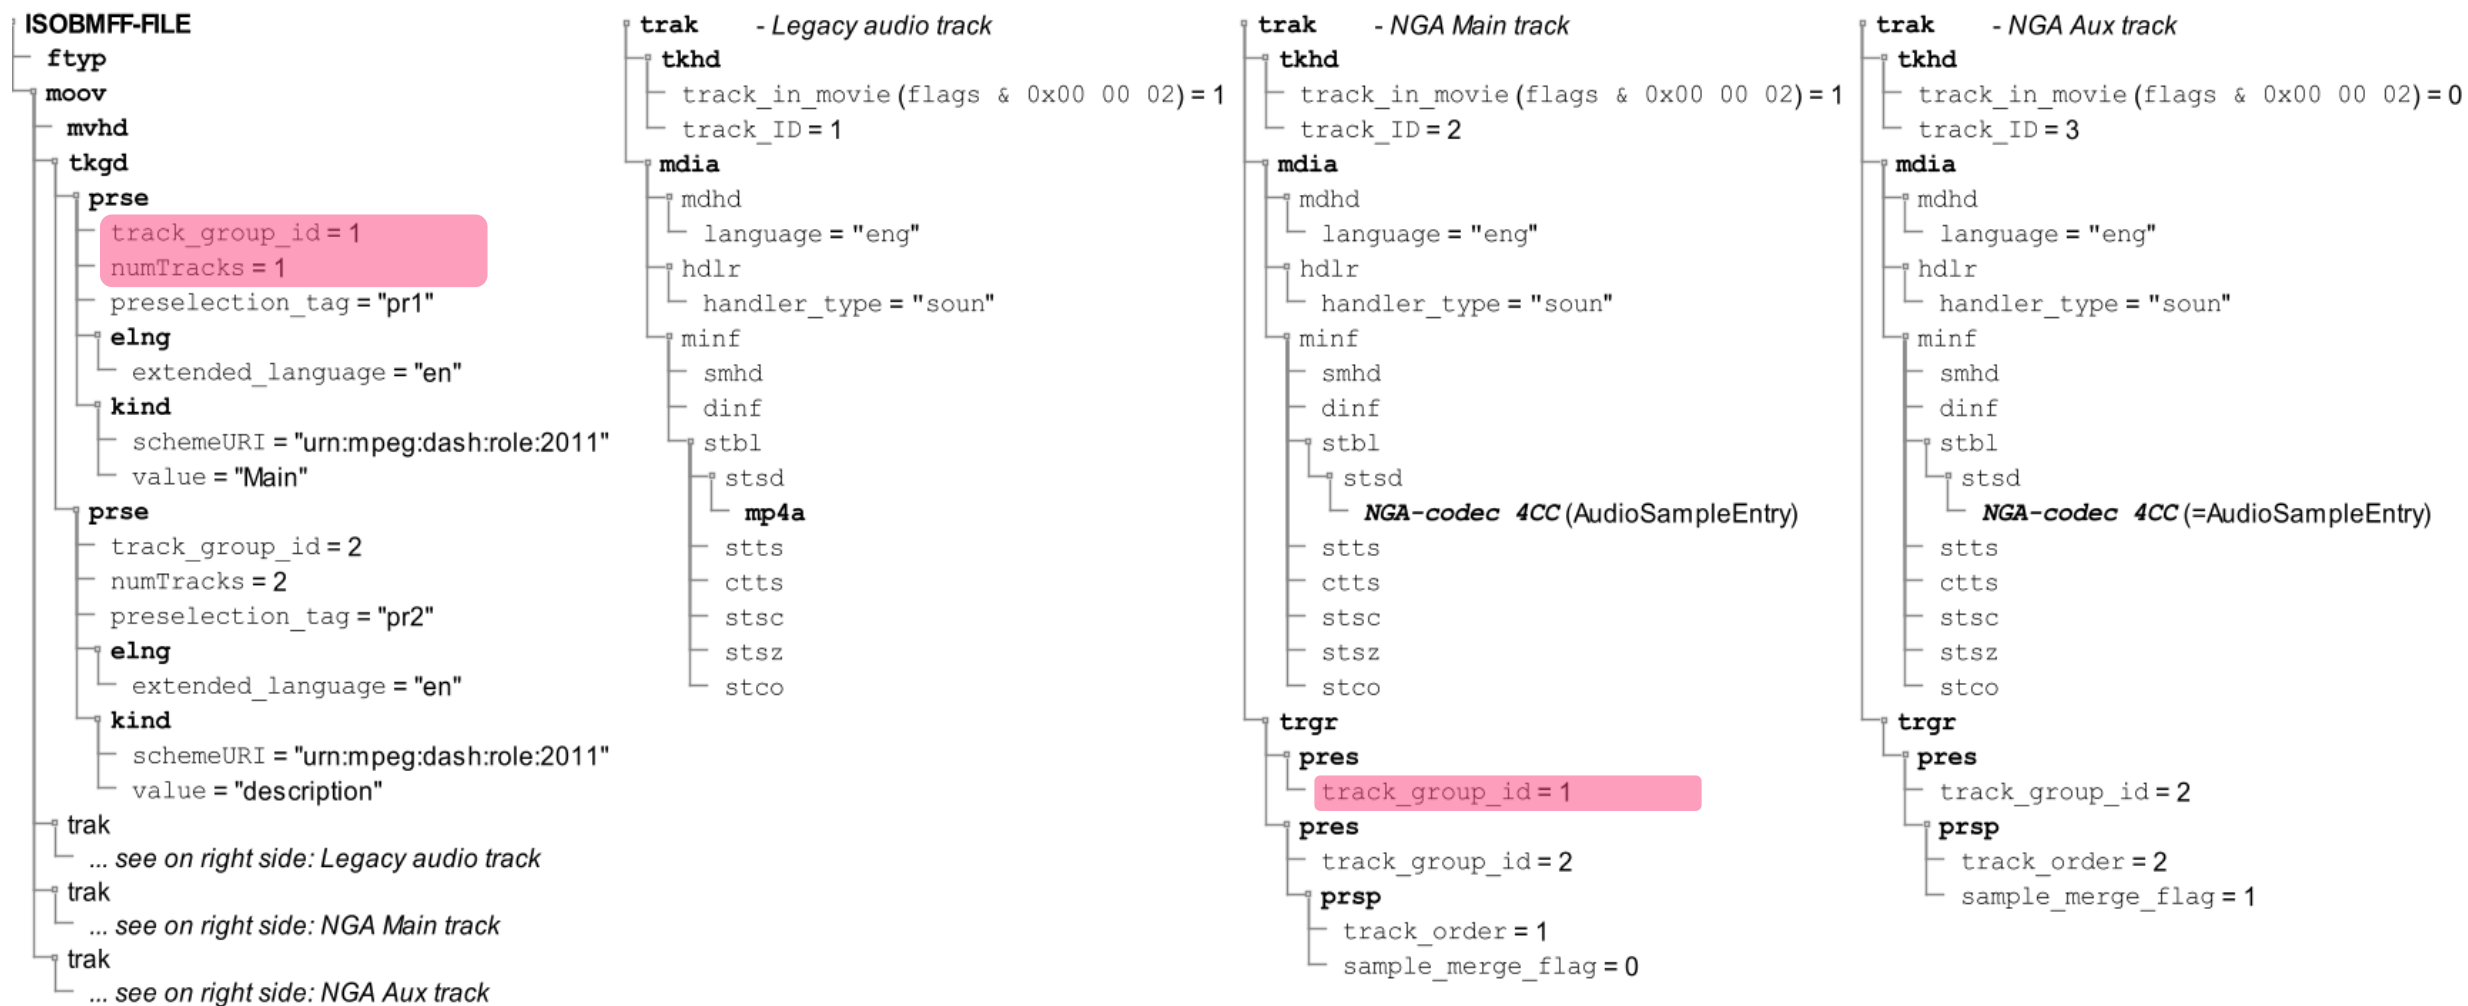 ISOBMFF-FILE
ftyp
moov
mvhd
tkgd
prse
track_group_id = 1
numTracks = 1
preselection_tag = "pr1"
elng
extended_language = "en"
kind
schemeURI = "urn:mpeg:dash:role:2011"
value = "Main"
prse
track_group_id = 2
numTracks = 2
preselection_tag = "pr2"
elng
extended_language = "en"
kind
schemeURI = "urn:mpeg:dash:role:2011"
value = "description"
trak
... see on right side: Legacy audio track
trak
... see on right side: NGA Main track
trak
... see on right side: NGA Aux track
trak - Legacy audio track
tkhd
track_in_movie (flags & 0x00 00 02) = 1
track_ID = 1
mdia
mdhd
language = "eng"
hdlr
handler_type = "soun"
minf
smhd
dinf
stbl
stsd
mp4a
stts
ctts
stsc
stsz
stco
trak - NGA Main track
tkhd
track_in_movie (flags & 0x00 00 02) = 1
track_ID = 2
mdia
mdhd
language = "eng"
hdlr
handler_type = "soun"
minf
smhd
dinf
stbl
stsd
NGA-codec 4CC (AudioSampleEntry)
stts
ctts
stsc
stsz
stco
trgr
pres
track_group_id = 1
pres
track_group_id = 2
prsp
track_order = 1
sample_merge_flag = 0
trak - NGA Aux track
tkhd
track_in_movie (flags & 0x00 00 02) = 0
track_ID = 3
mdia
mdhd
language = "eng"
hdlr
handler_type = "soun"
minf
smhd
dinf
stbl
stsd
NGA-codec 4CC (=AudioSampleEntry)
stts
ctts
stsc
stsz
stco
trgr
pres
track_group_id = 2
prsp
track_order = 2
sample_merge_flag = 1